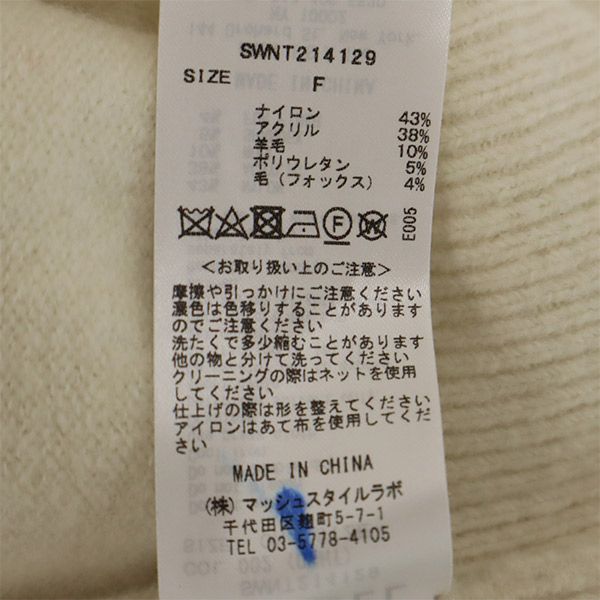 SWNT214129
SIZE F
ナイロン 43%
アクリル 38%
羊毛 10%
ポリウレタン 5%
毛(フォックス) 4%
F W E005
<お取り扱い上のご注意>
摩擦や引っかけにご注意ください
濃色は色移りすることがあります
のでご注意ください
洗たくで多少縮むことがあります
他の物と分けて洗ってください
クリーニングの際はネットを使用
してください
仕上げの際は形を整えてください
アイロンはあて布を使用してくだ
さい
MADE IN CHINA
(株)マッシュスタイルラボ
千代田区麹町5-7-1
TEL 03-5778-4105